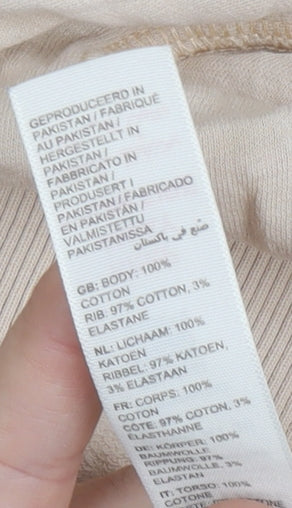 GEPRODUCEERD IN
PAKISTAN / FABRIQUÉ
AU PAKISTAN /
HERGESTELLT IN
PAKISTAN /
FABBRICATO IN
PAKISTAN /
PRODUSERT I
PAKISTAN / FABRICADO
EN PAKISTÁN /
VALMISTETTU
PAKISTANISSA صنع في باكستان
GB: BODY: 100%
COTTON
RIB: 97% COTTON, 3%
ELASTANE
NL: LICHAAM: 100%
KATOEN
RIBBEL: 97% KATOEN,
3% ELASTAAN
FR: CORPS: 100%
COTON
CÔTE: 97% COTON, 3%
ELASTHANNE
DE: KÖRPER: 100%
BAUMWOLLE
RIPPUNG: 97%
BAUMWOLLE, 3%
ELASTAN
IT: TORSO: 100%
COTONE